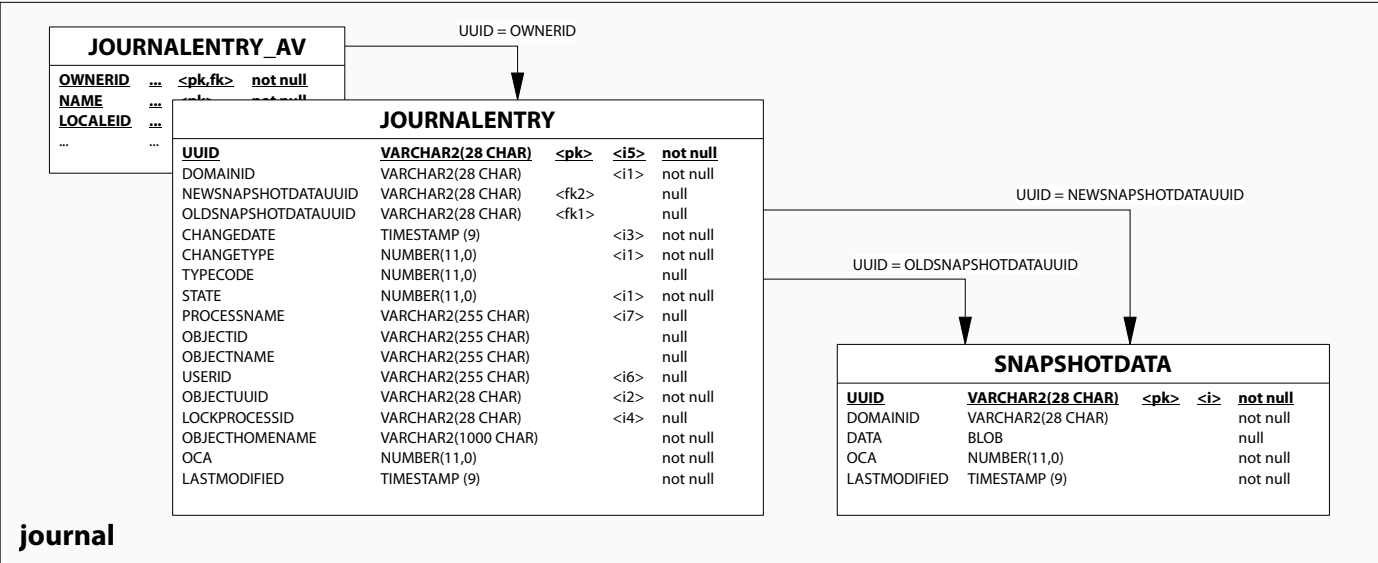 UUID = OWNERID
JOURNALENTRY_AV
OWNERID ... <pk,fk> not null
NAME ...
LOCALEID ...
... ...
JOURNALENTRY
UUID VARCHAR2(28 CHAR) <pk> <i5> not null
DOMAINID VARCHAR2(28 CHAR) <i1> not null
NEWSNAPSHOTDATAUUID VARCHAR2(28 CHAR) <fk2> null
OLDSNAPSHOTDATAUUID VARCHAR2(28 CHAR) <fk1> null
CHANGEDATE TIMESTAMP (9) <i3> not null
CHANGETYPE NUMBER(11,0) <i1> not null
TYPECODE NUMBER(11,0) null
STATE NUMBER(11,0) <i1> not null
PROCESSNAME VARCHAR2(255 CHAR) <i7> null
OBJECTID VARCHAR2(255 CHAR) null
OBJECTNAME VARCHAR2(255 CHAR) null
USERID VARCHAR2(255 CHAR) <i6> null
OBJECTUUID VARCHAR2(28 CHAR) <i2> not null
LOCKPROCESSID VARCHAR2(28 CHAR) <i4> null
OBJECTHOMENAME VARCHAR2(1000 CHAR) not null
OCA NUMBER(11,0) not null
LASTMODIFIED TIMESTAMP (9) not null
UUID = NEWSNAPSHOTDATAUUID
UUID = OLDSNAPSHOTDATAUUID
SNAPSHOTDATA
UUID VARCHAR2(28 CHAR) <pk> <i> not null
DOMAINID VARCHAR2(28 CHAR) not null
DATA BLOB null
OCA NUMBER(11,0) not null
LASTMODIFIED TIMESTAMP (9) not null
journal